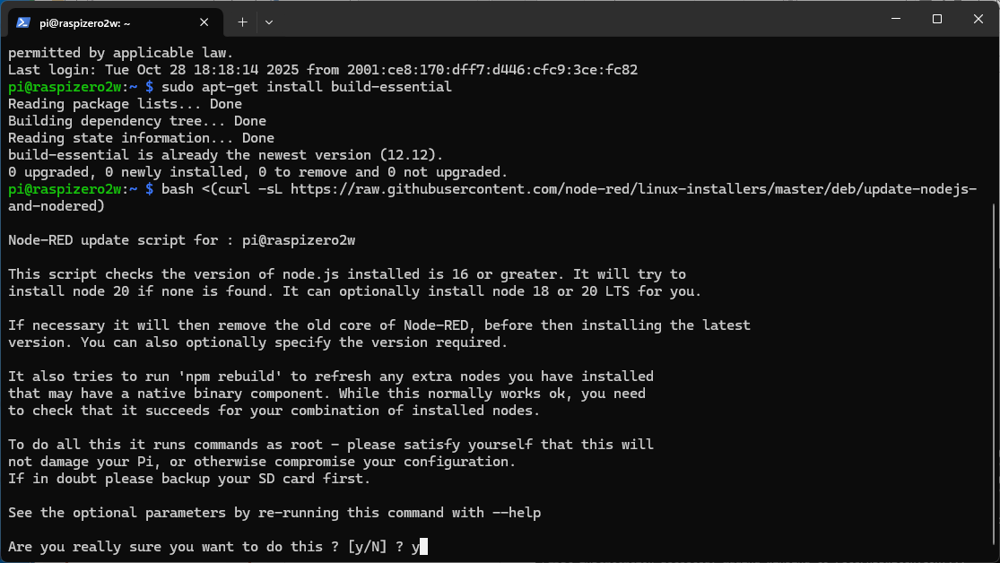 pi@raspizero2w: ~
permitted by applicable law.
Last login: Tue Oct 28 18:18:14 2025 from 2001:ce8:170:dff7:d446:cfc9:3ce:fc82
pi@raspizero2w:~ $ sudo apt-get install build-essential
Reading package lists... Done
Building dependency tree... Done
Reading state information... Done
build-essential is already the newest version (12.12).
0 upgraded, 0 newly installed, 0 to remove and 0 not upgraded.
pi@raspizero2w:~ $ bash <(curl -sL https://raw.githubusercontent.com/node-red/linux-installers/master/deb/update-nodejs-
and-nodered)
Node-RED update script for : pi@raspizero2w
This script checks the version of node.js installed is 16 or greater. It will try to
install node 20 if none is found. It can optionally install node 18 or 20 LTS for you.
If necessary it will then remove the old core of Node-RED, before then installing the latest
version. You can also optionally specify the version required.
It also tries to run 'npm rebuild' to refresh any extra nodes you have installed
that may have a native binary component. While this normally works ok, you need
to check that it succeeds for your combination of installed nodes.
To do all this it runs commands as root - please satisfy yourself that this will
not damage your Pi, or otherwise compromise your configuration.
If in doubt please backup your SD card first.
See the optional parameters by re-running this command with --help
Are you really sure you want to do this ? [y/N] ? y